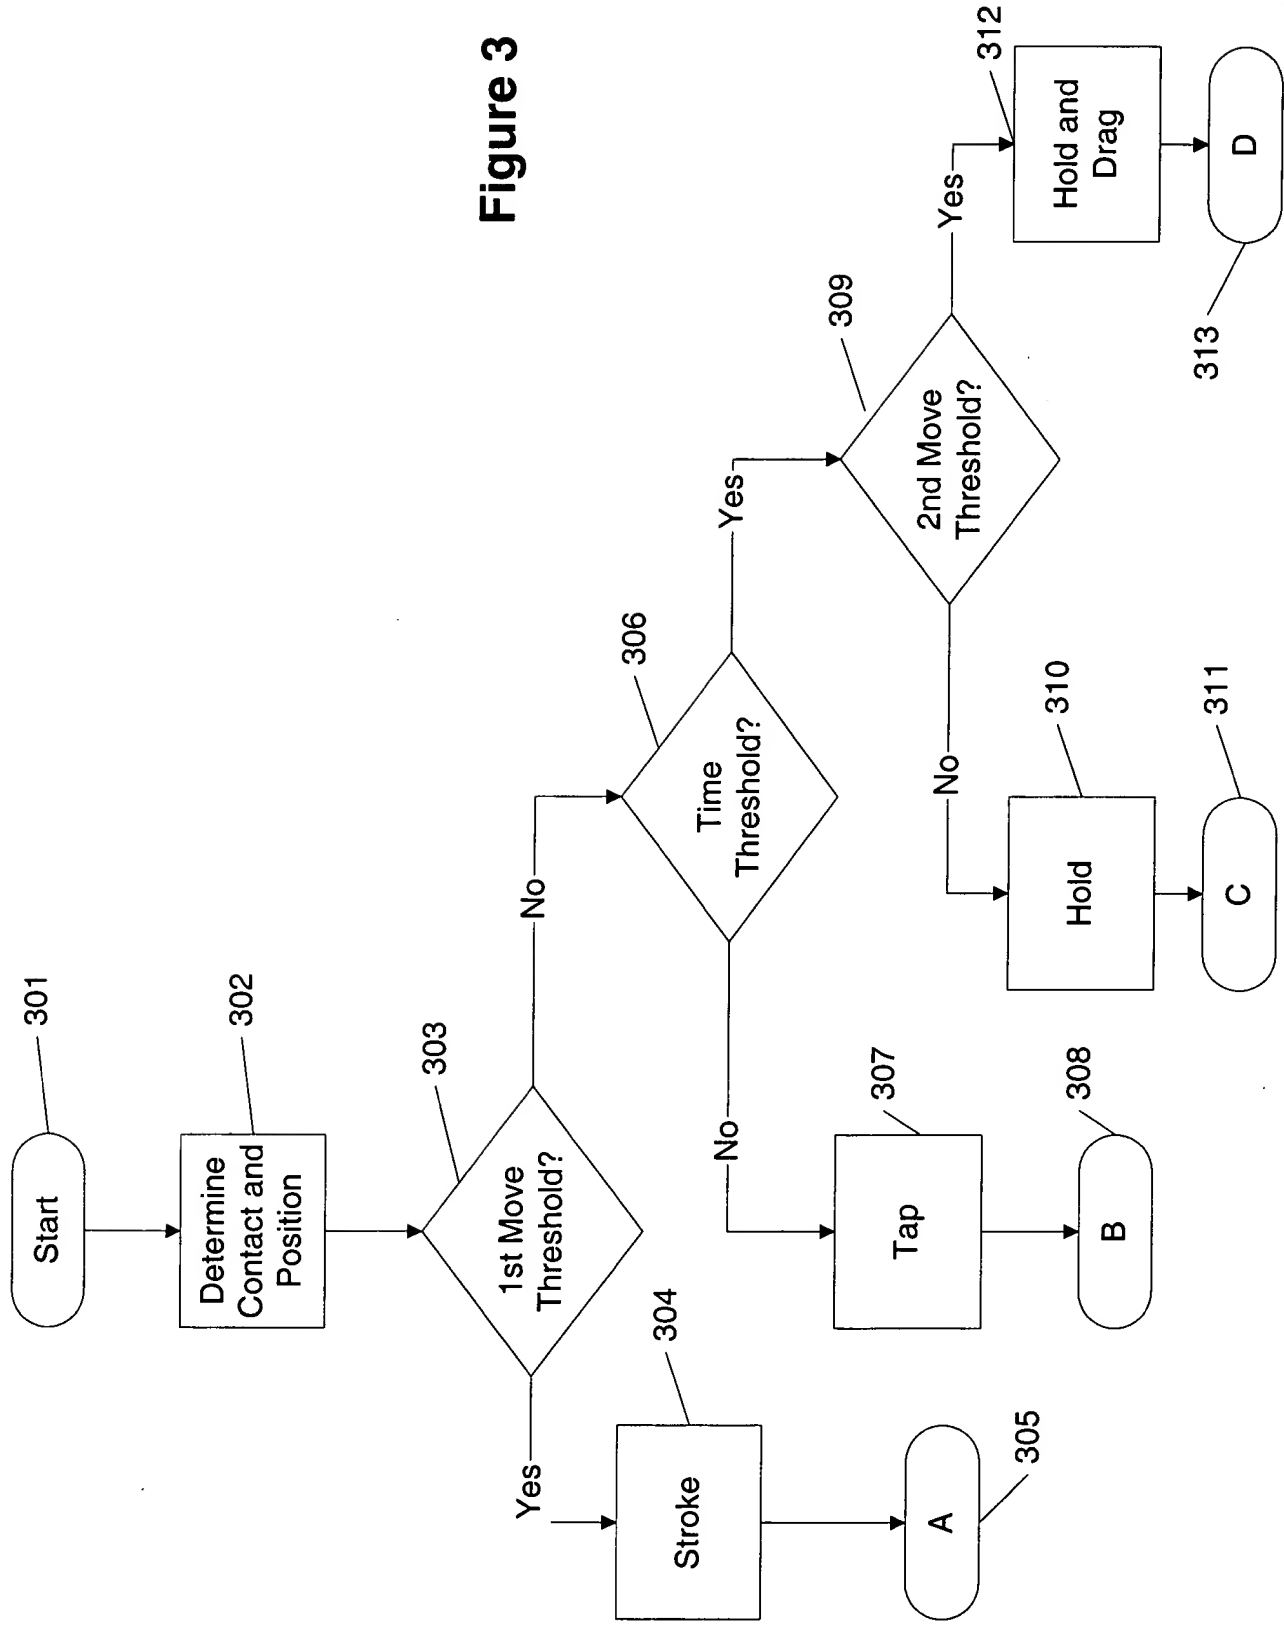 Start
301
Determine
Contact and
Position
302
1st Move
Threshold?
303
Yes
No
Stroke
304
A
305
Time
Threshold?
306
No
Yes
Tap
307
B
308
2nd Move
Threshold?
309
No
Yes
Hold
310
C
311
Hold and
Drag
312
D
313
Figure 3